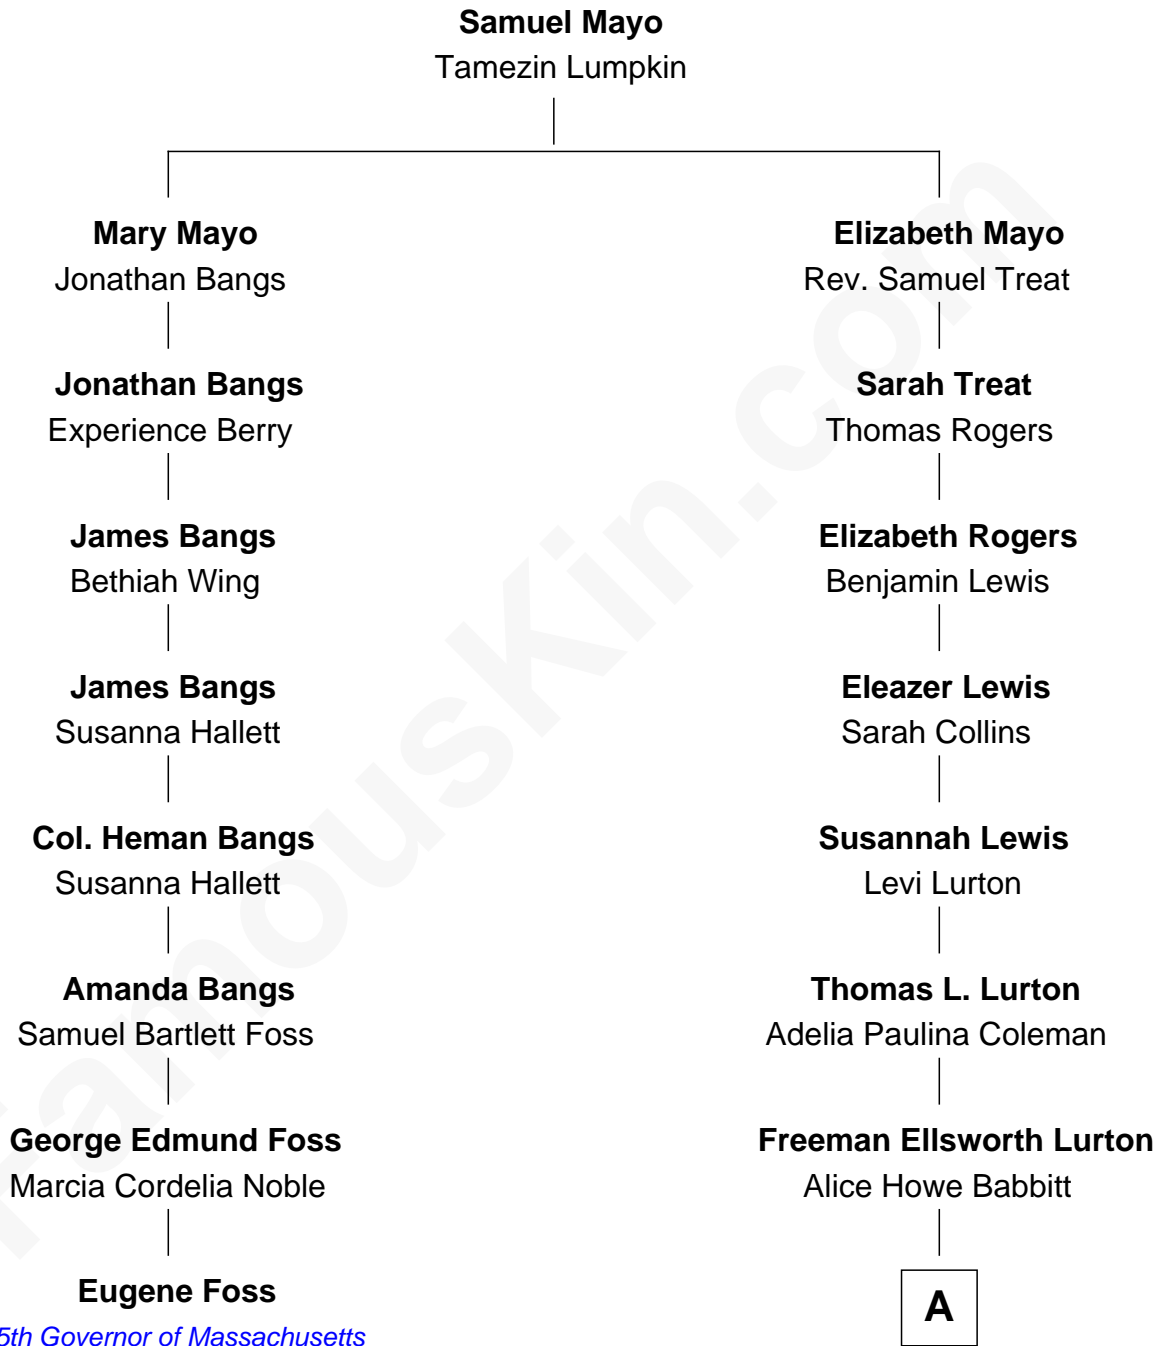 Samuel Mayo
Tamezin Lumpkin
Mary Mayo
Jonathan Bangs
Elizabeth Mayo
Rev. Samuel Treat
Jonathan Bangs
Experience Berry
Sarah Treat
Thomas Rogers
James Bangs
Bethiah Wing
Elizabeth Rogers
Benjamin Lewis
James Bangs
Susanna Hallett
Eleazer Lewis
Sarah Collins
Col. Heman Bangs
Susanna Hallett
Susannah Lewis
Levi Lurton
Amanda Bangs
Samuel Bartlett Foss
Thomas L. Lurton
Adelia Paulina Coleman
George Edmund Foss
Marcia Cordelia Noble
Freeman Ellsworth Lurton
Alice Howe Babbitt
Eugene Foss
5th Governor of Massachusetts
A
FamousKin.com